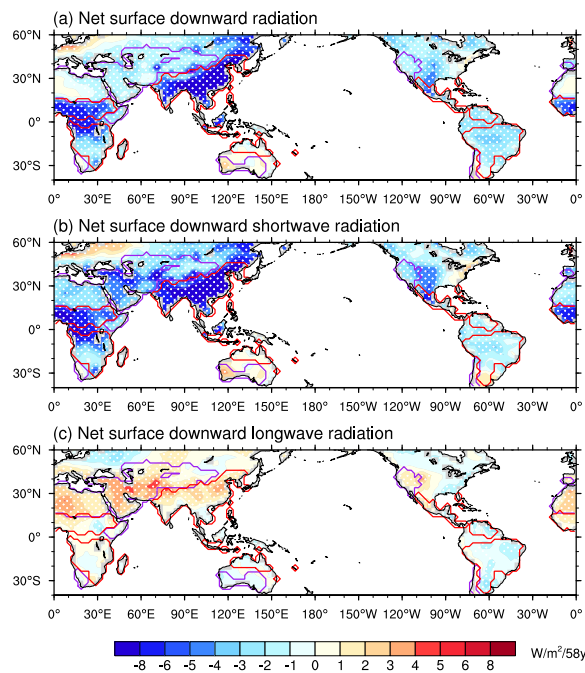 (a) Net surface downward radiation
60°N
30°N
0°
30°S
0° 30°E 60°E 90°E 120°E 150°E 180° 150°W 120°W 90°W 60°W 30°W 0°
(b) Net surface downward shortwave radiation
60°N
30°N
0°
30°S
0° 30°E 60°E 90°E 120°E 150°E 180° 150°W 120°W 90°W 60°W 30°W 0°
(c) Net surface downward longwave radiation
60°N
30°N
0°
30°S
0° 30°E 60°E 90°E 120°E 150°E 180° 150°W 120°W 90°W 60°W 30°W 0°
-8 -6 -5 -4 -3 -2 -1 0 1 2 3 4 5 6 8 W/m²/58y